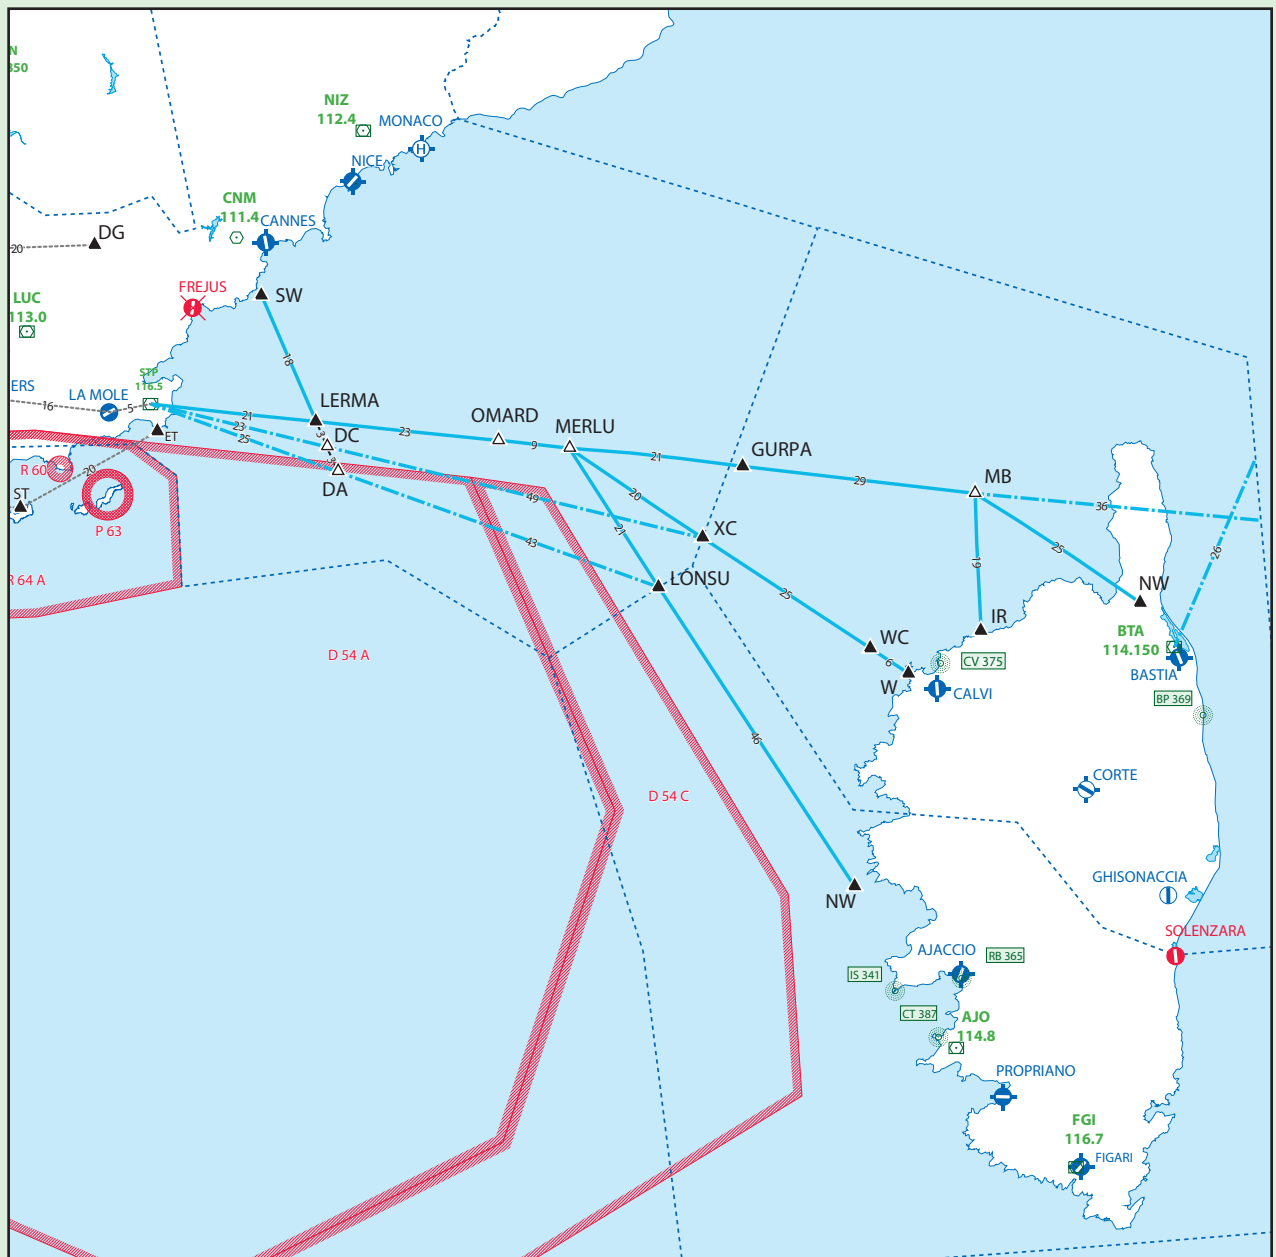 N
350
NIZ
112.4
MONACO
NICE
CNM
111.4
CANNES
DG
20
FREJUS
LUC
113.0
SW
18
STP
116.5
ERS
LA MOLE
16
5
21
23
25
LERMA
3
DC
DA
23
OMARD
9
MERLU
21
GURPA
29
MB
36
26
ET
R 60
20
ST
P 63
49
43
20
21
XC
LONSU
25
19
25
NW
IR
R 64 A
BTA
114.150
WC
6
W
CV 375
D 54 A
BASTIA
CALVI
BP 369
46
CORTE
D 54 C
GHISONACCIA
NW
SOLENZARA
AJACCIO
RB 365
IS 341
CT 387
AJO
114.8
PROPRIANO
FGI
116.7
FIGARI